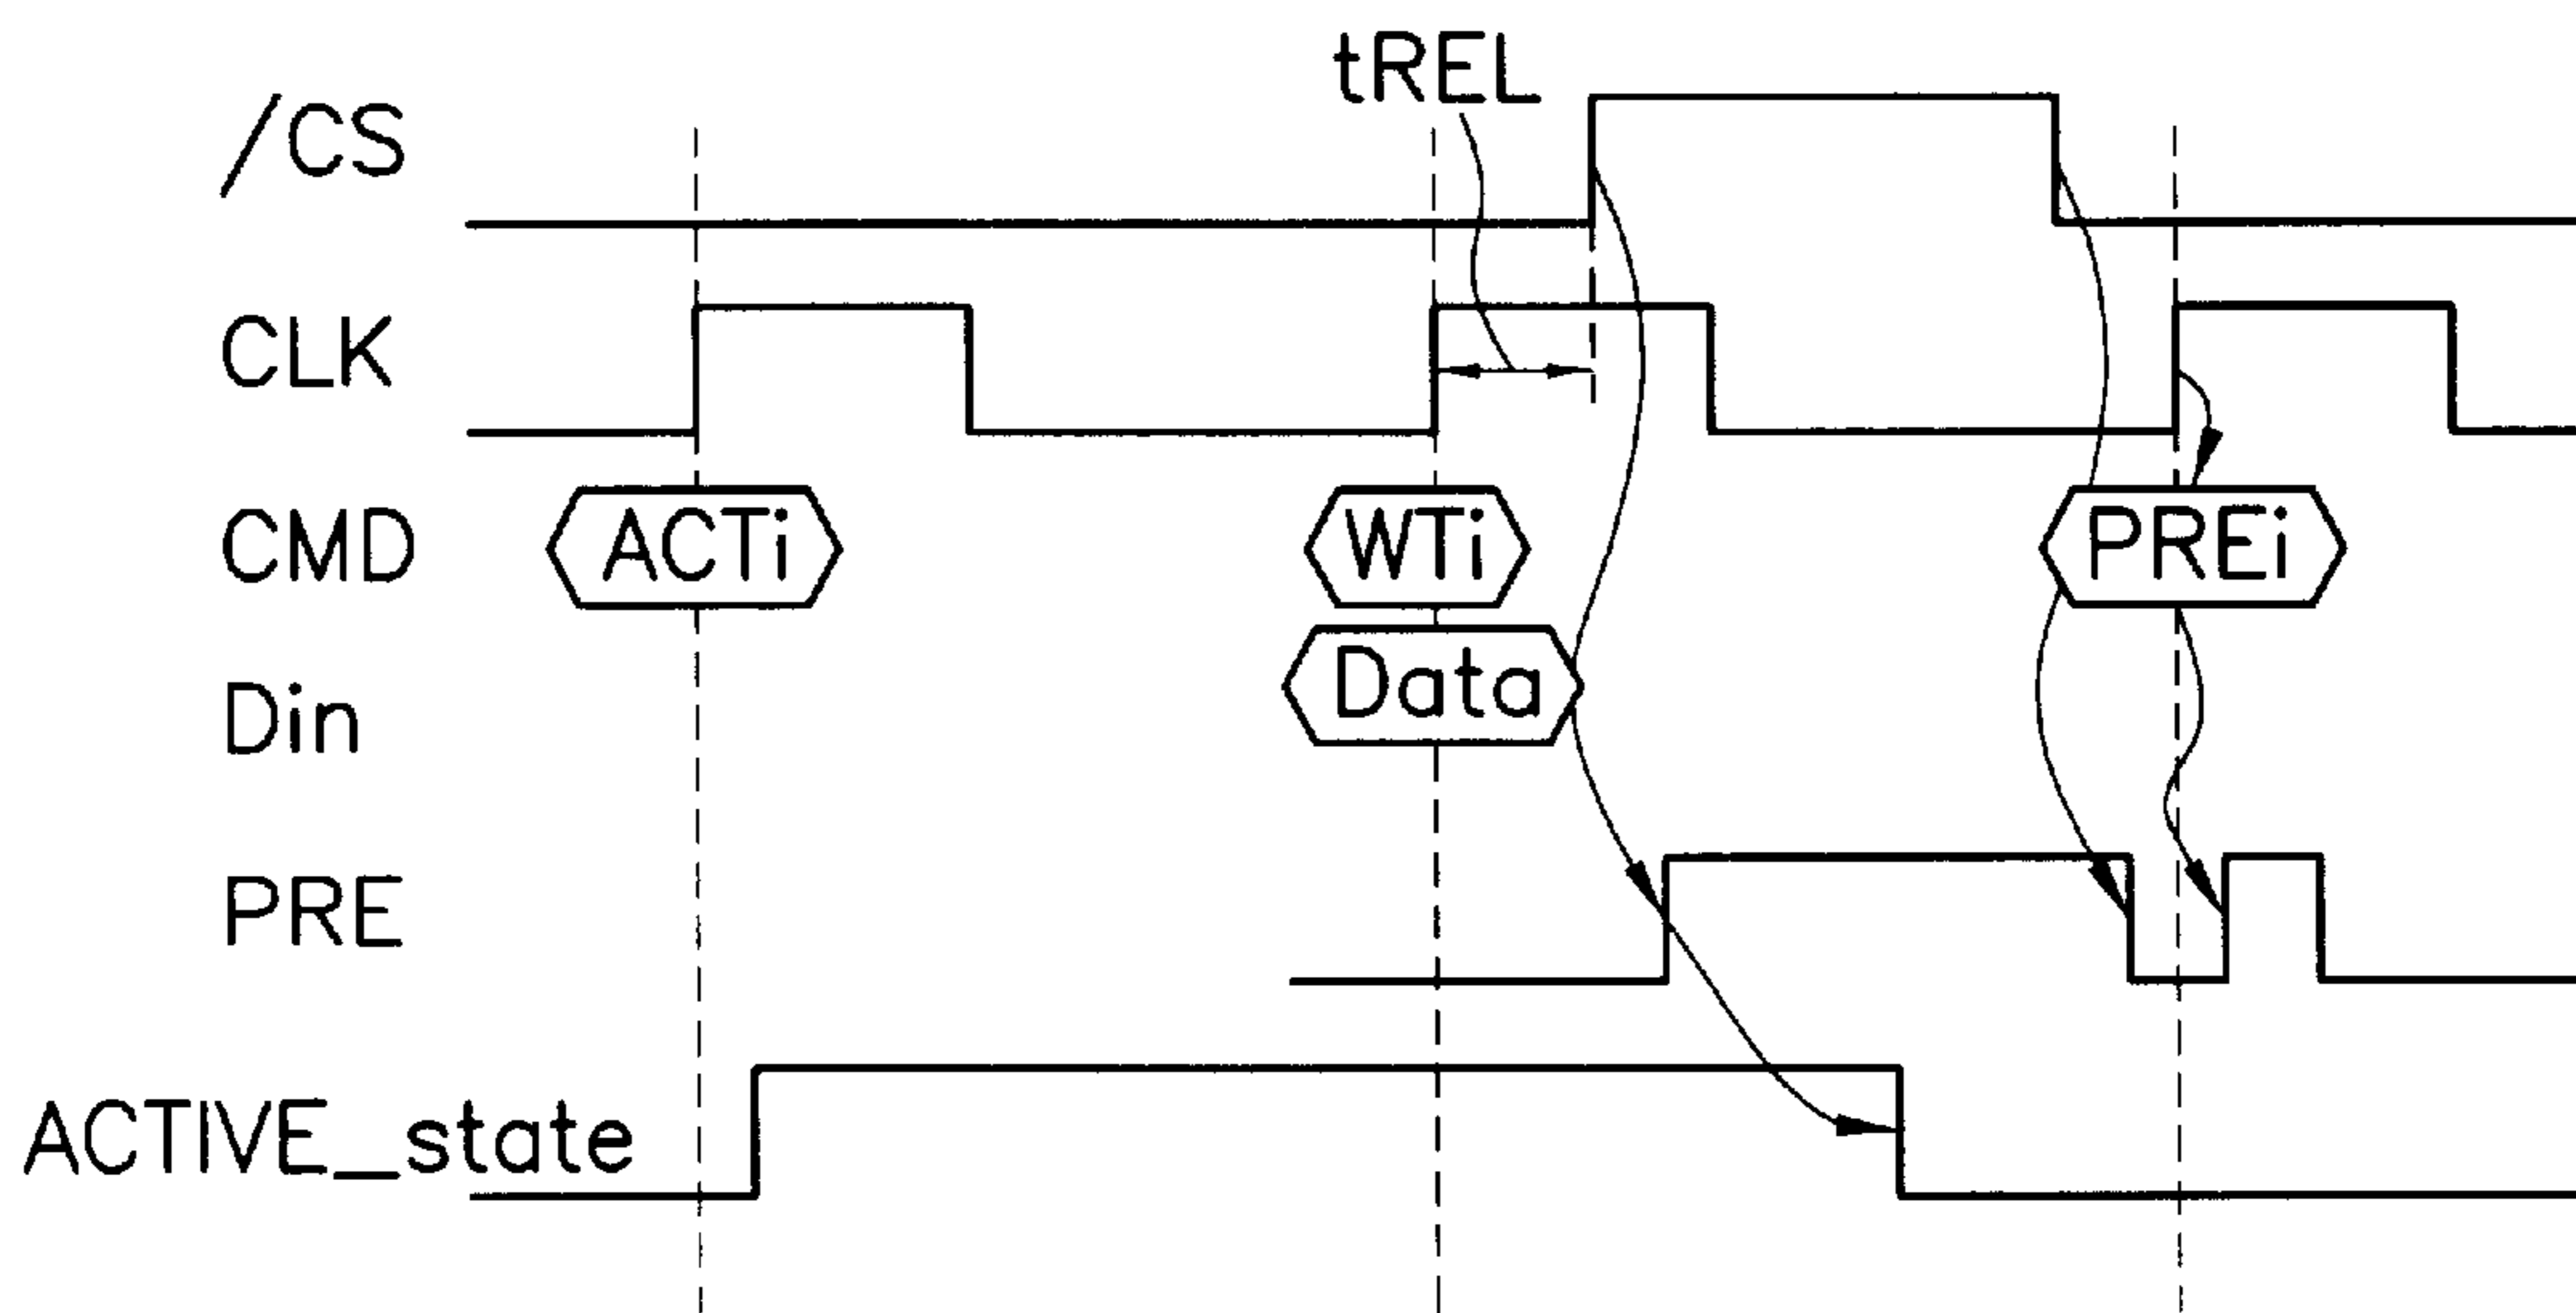 tREL
/CS
CLK
CMD ACTi WTi PREi
Din Data
PRE
ACTIVE_state